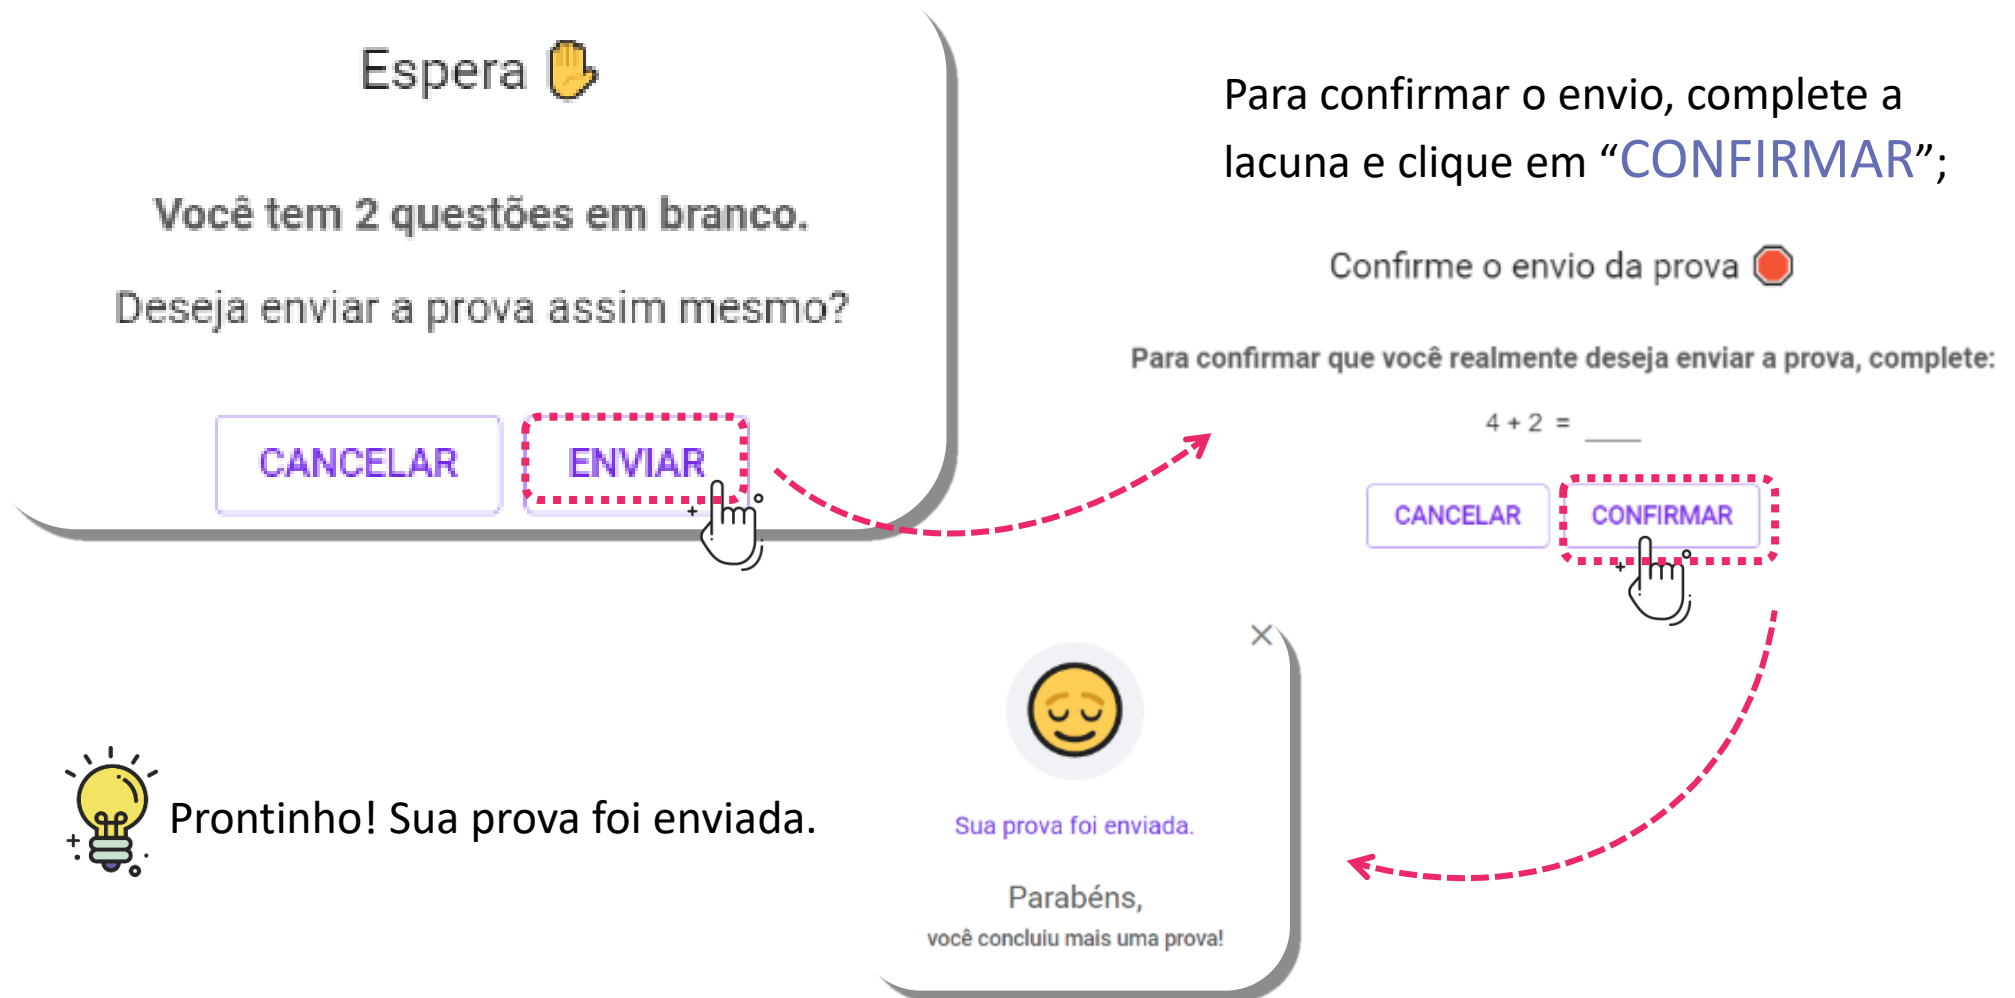 Espera
Você tem 2 questões em branco.
Deseja enviar a prova assim mesmo?
CANCELAR ENVIAR
Para confirmar o envio, complete a
lacuna e clique em “CONFIRMAR”;
Confirme o envio da prova
Para confirmar que você realmente deseja enviar a prova, complete:
4 + 2 = ___
CANCELAR CONFIRMAR
Prontinho! Sua prova foi enviada.
Sua prova foi enviada.
Parabéns,
você concluiu mais uma prova!